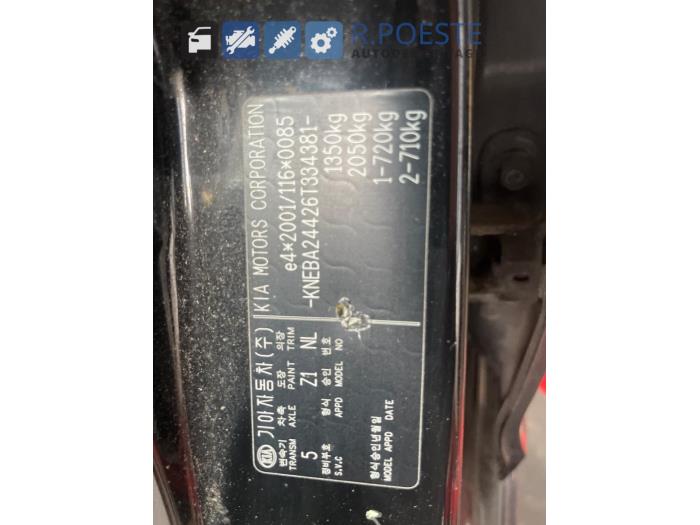 R.POESTE
KIA 기아자동차(주) KIA MOTORS CORPORATION
변속기 차축 도장 의장
TRANSM AXLE PAINT TRIM
e4*2001/116*0085
5 Z1 NL
-KNEBA24426T334381-
정비부호 형식 승인 번호
S.V.C APPD MODEL NO
1350kg
2050kg
형식승인년월일 1-720kg
MODEL APPD DATE 2-710kg